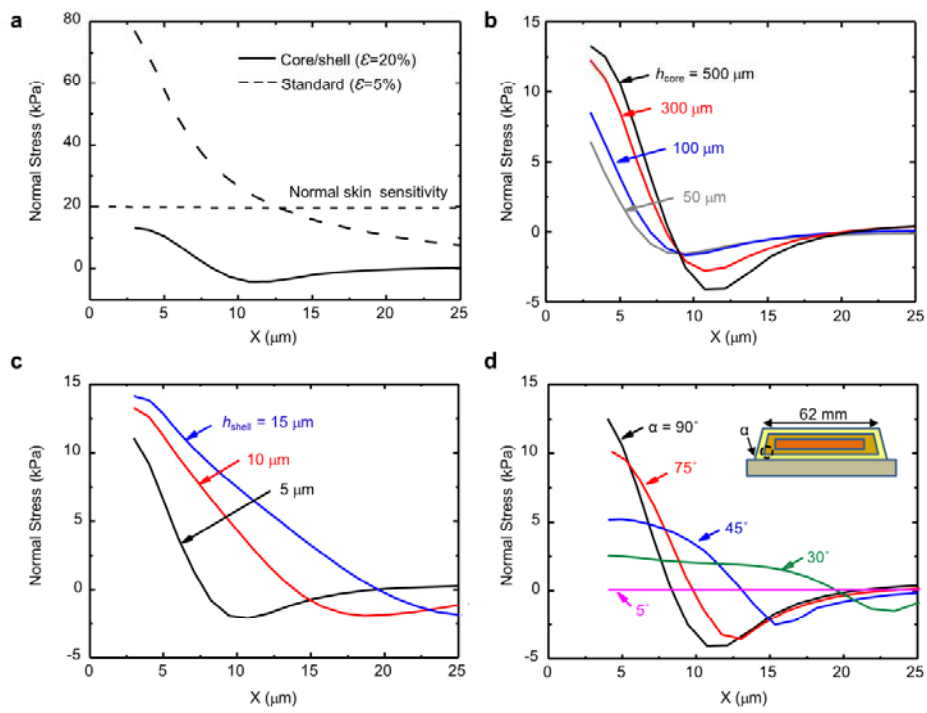 a
80
60
40
20
0
Normal Stress (kPa)
Core/shell (Ɛ=20%)
Standard (Ɛ=5%)
Normal skin sensitivity
0 5 10 15 20 25
X (μm)
b
15
10
5
0
-5
Normal Stress (kPa)
hcore = 500 μm
300 μm
100 μm
50 μm
0 5 10 15 20 25
X (μm)
c
15
10
5
0
-5
Normal Stress (kPa)
hshell = 15 μm
10 μm
5 μm
0 5 10 15 20 25
X (μm)
d
15
10
5
0
-5
Normal Stress (kPa)
α = 90˚
75˚
45˚
30˚
5˚
62 mm
α
0 5 10 15 20 25
X (μm)